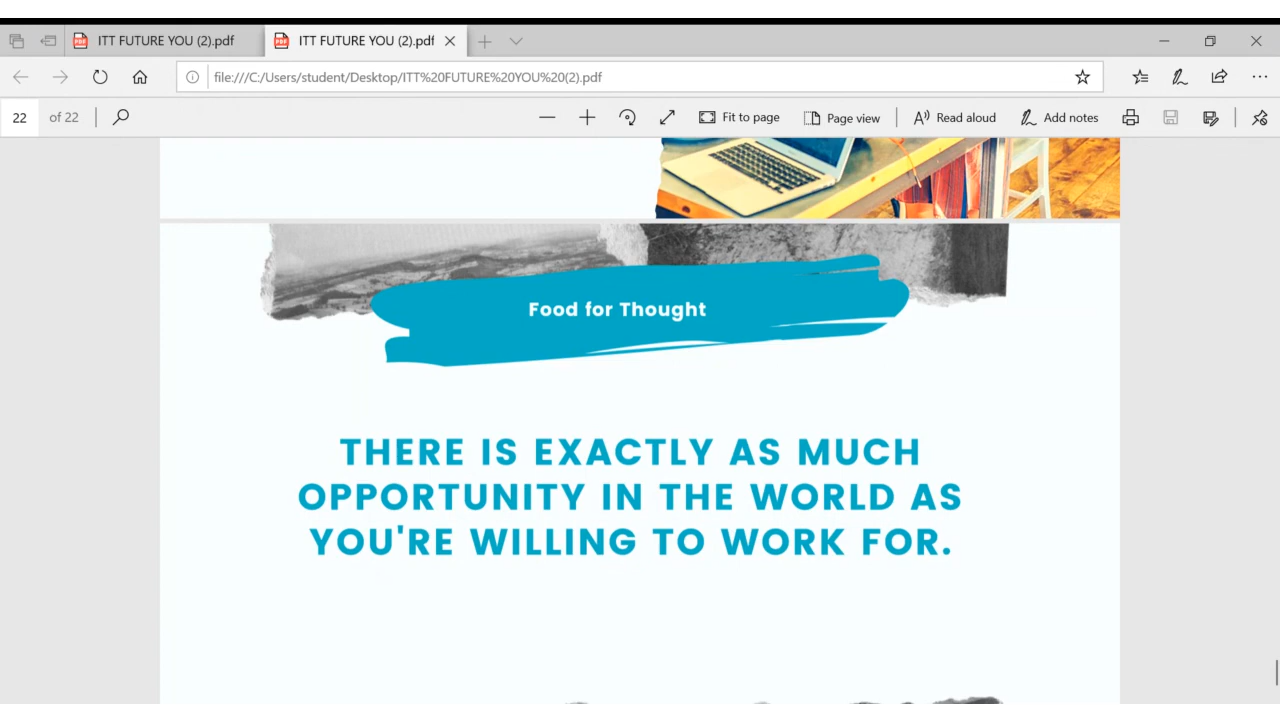 ITT FUTURE YOU (2).pdf
ITT FUTURE YOU (2).pdf
file:///C:/Users/student/Desktop/ITT%20FUTURE%20YOU%20(2).pdf
22 of 22 Fit to page Page view Read aloud Add notes
Food for Thought
THERE IS EXACTLY AS MUCH
OPPORTUNITY IN THE WORLD AS
YOU'RE WILLING TO WORK FOR.